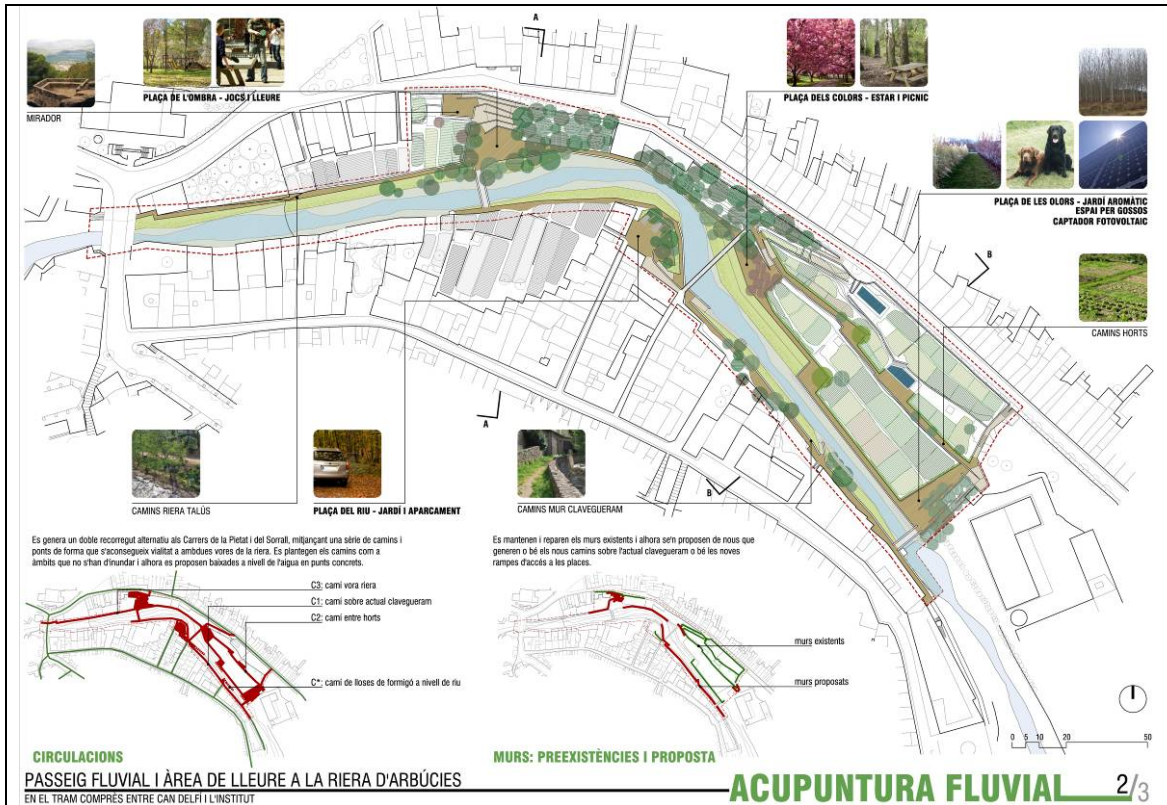 A
PLAÇA DE L'OMBRA - JOCS I LLEURE
MIRADOR
PLAÇA DELS COLORS - ESTAR I PICNIC
PLAÇA DE LES OLORS - JARDÍ AROMÀTIC
ESPAI PER GOSSOS
CAPTADOR FOTOVOLTAIC
B
CAMINS HORTS
A
B
CAMINS RIERA TALÚS
PLAÇA DEL RIU - JARDÍ I APARCAMENT
CAMINS MUR CLAVEGUERAM
Es genera un doble recorregut alternatiu als Carrers de la Pietat i del Sorrall, mitjançant una sèrie de camins i
ponts de forma que s'aconsegueix vialitat a ambdues vores de la riera. Es plantegen els camins com a
àmbits que no s'han d'inundar i alhora es proposen baixades a nivell de l'aigua en punts concrets.
Es mantenen i reparen els murs existents i alhora se'n proposen de nous que
generen o bé els nous camins sobre l'actual clavegueram o bé les noves
rampes d'accés a les places.
C3: camí vora riera
C1: camí sobre actual clavegueram
C2: camí entre horts
C*: camí de lloses de formigó a nivell de riu
murs existents
murs proposats
0 5 10 20 50
CIRCULACIONS
MURS: PREEXISTÈNCIES I PROPOSTA
PASSEIG FLUVIAL I ÀREA DE LLEURE A LA RIERA D'ARBÚCIES
EN EL TRAM COMPRÈS ENTRE CAN DELFÍ I L'INSTITUT
ACUPUNTURA FLUVIAL 2/3